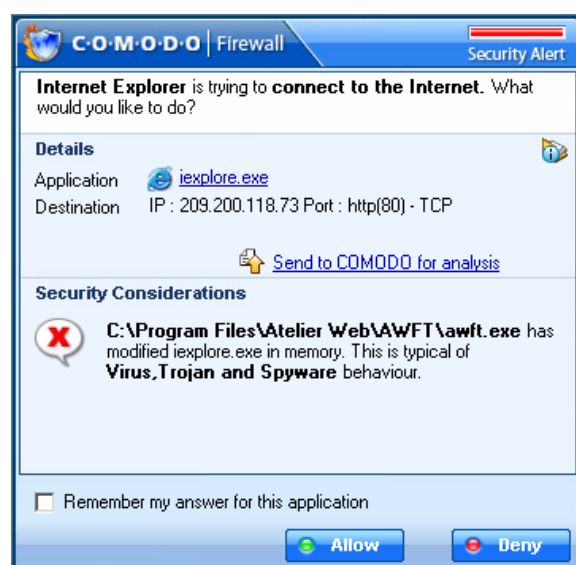 C·O·M·O·D·O Firewall
Security Alert
Internet Explorer is trying to connect to the Internet. What
would you like to do?
Details
Application iexplore.exe
Destination IP : 209.200.118.73 Port : http(80) - TCP
Send to COMODO for analysis
Security Considerations
C:\Program Files\Atelier Web\AWFT\awft.exe has
modified iexplore.exe in memory. This is typical of
Virus,Trojan and Spyware behaviour.
Remember my answer for this application
Allow Deny